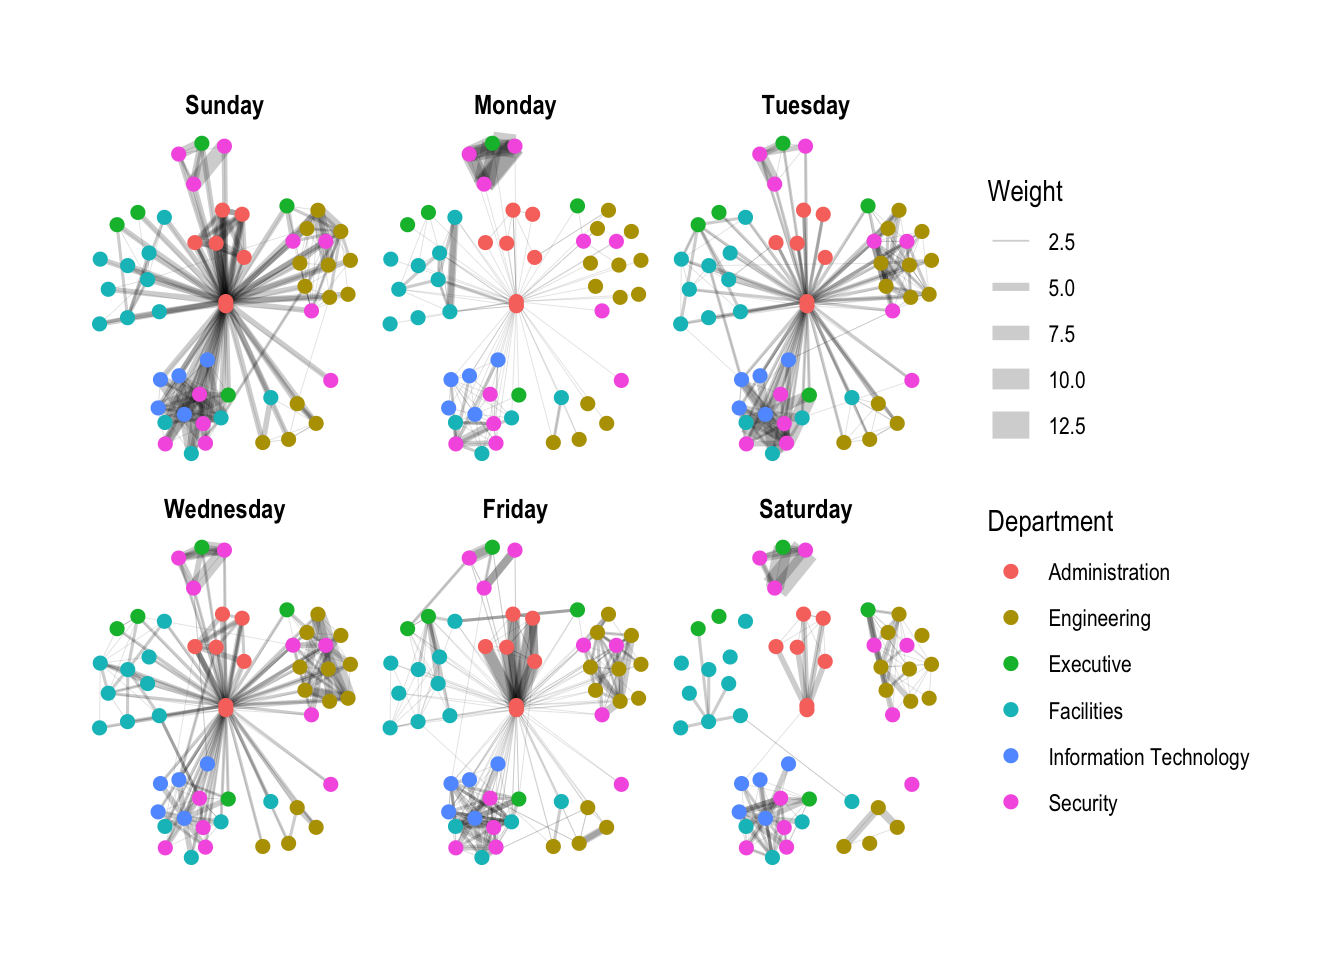 Sunday
Monday
Tuesday
Wednesday
Friday
Saturday
Weight
2.5
5.0
7.5
10.0
12.5
Department
Administration
Engineering
Executive
Facilities
Information Technology
Security